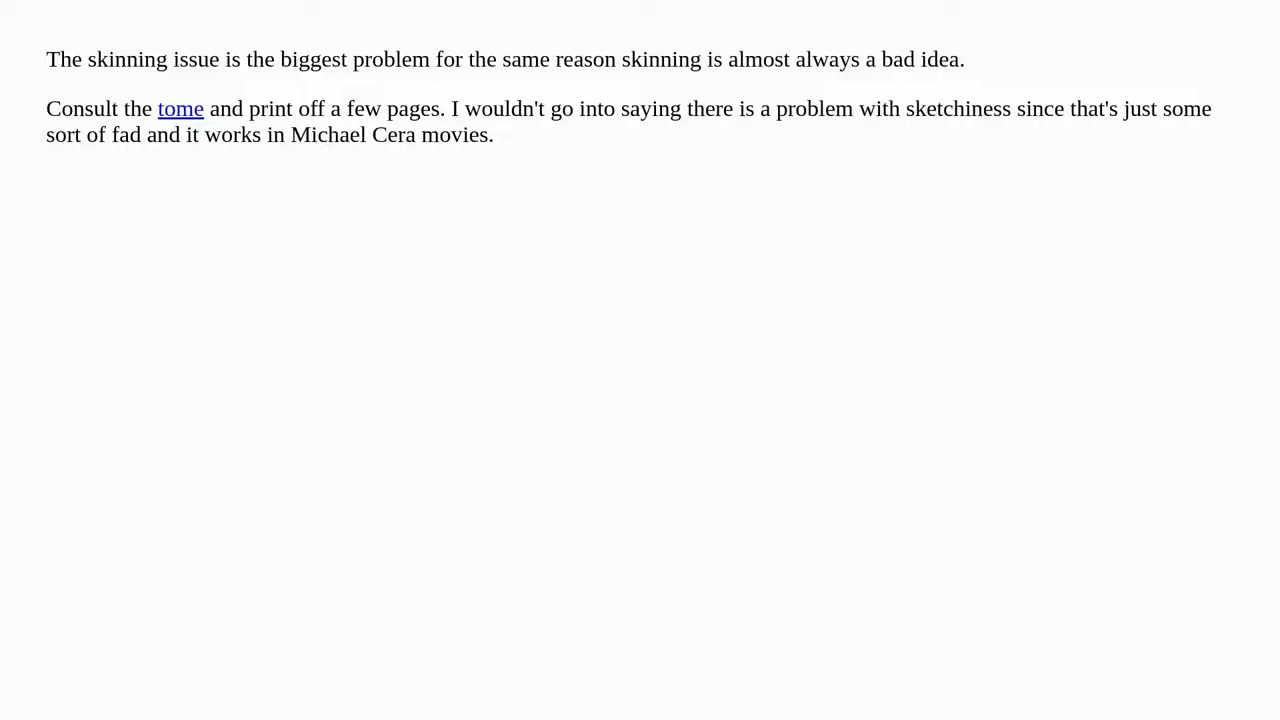 The skinning issue is the biggest problem for the same reason skinning is almost always a bad idea.
Consult the tome and print off a few pages. I wouldn't go into saying there is a problem with sketchiness since that's just some
sort of fad and it works in Michael Cera movies.